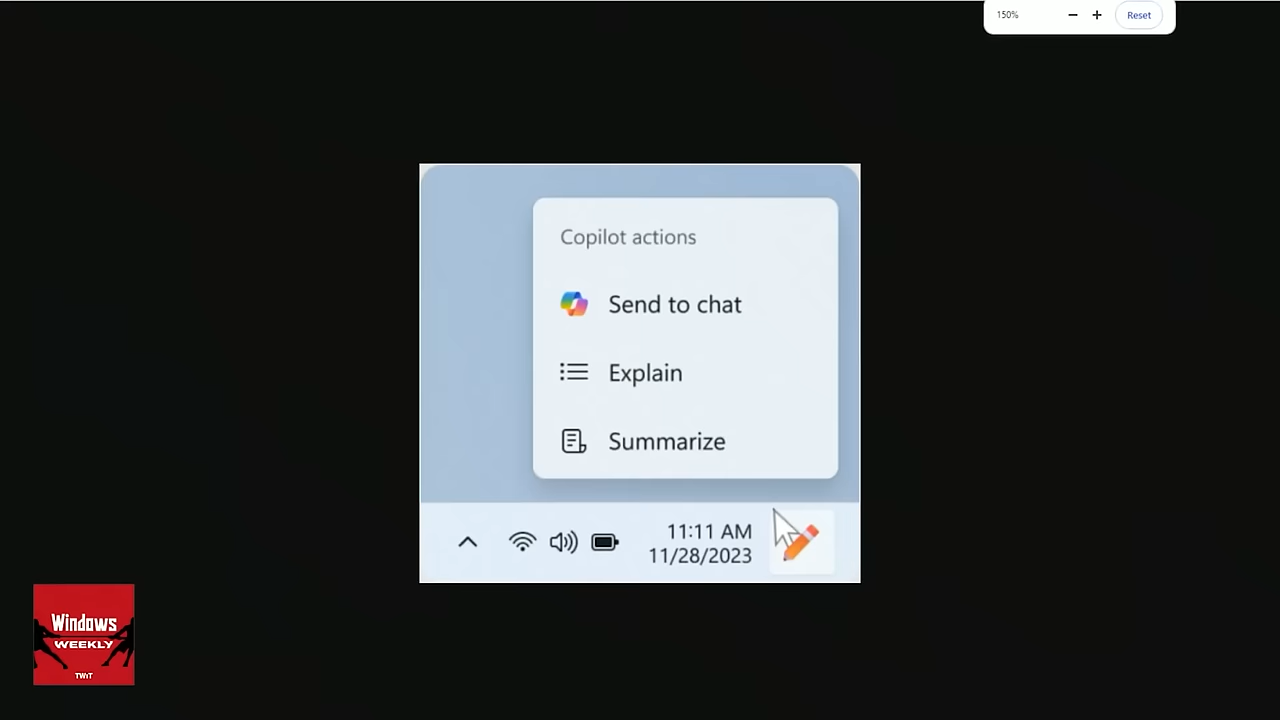 150%
Reset
Copilot actions
Send to chat
Explain
Summarize
11:11 AM
11/28/2023
Windows
WEEKLY
TWiT